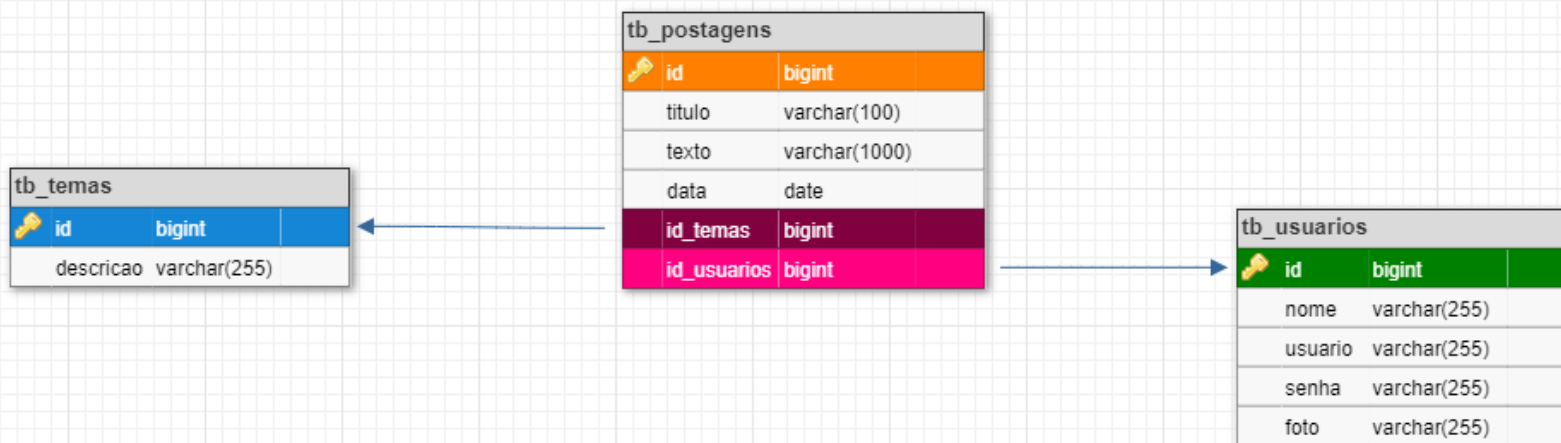 tb_temas
id bigint
descricao varchar(255)
tb_postagens
id bigint
titulo varchar(100)
texto varchar(1000)
data date
id_temas bigint
id_usuarios bigint
tb_usuarios
id bigint
nome varchar(255)
usuario varchar(255)
senha varchar(255)
foto varchar(255)